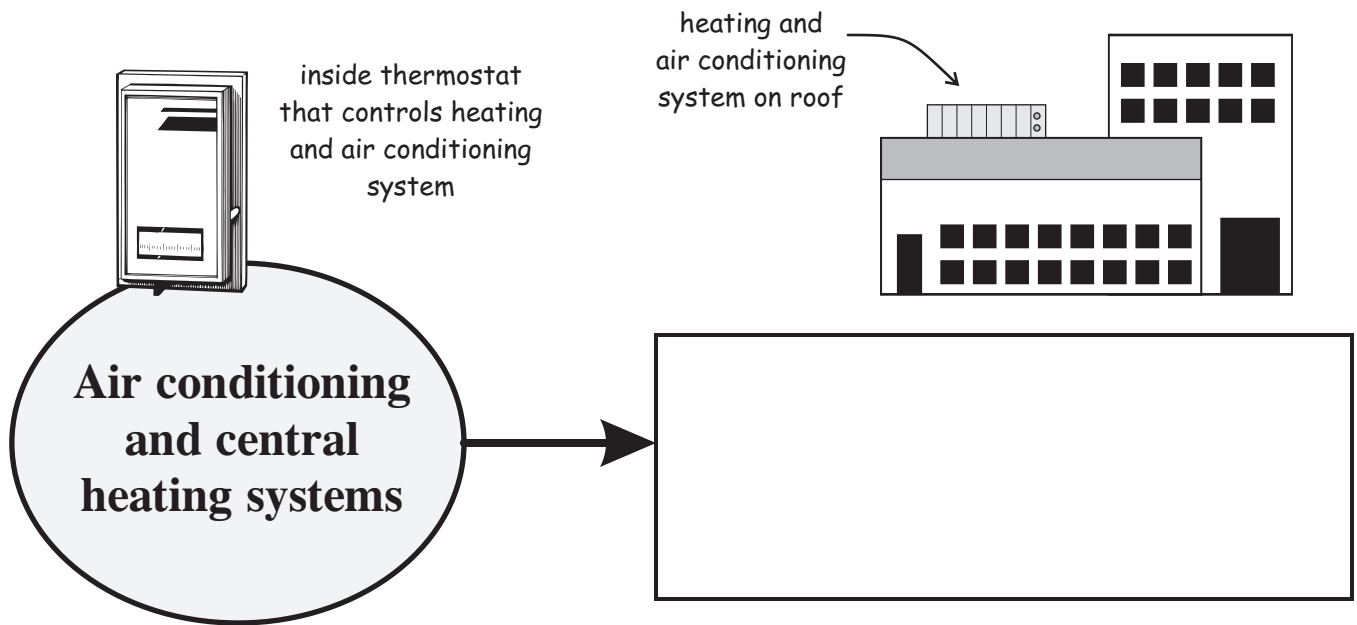 inside thermostat
that controls heating
and air conditioning
system
heating and
air conditioning
system on roof
Air conditioning
and central
heating systems